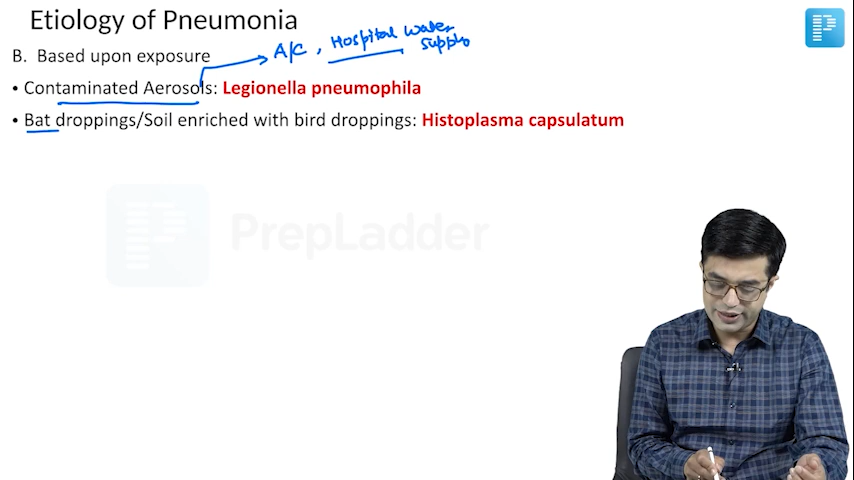 Etiology of Pneumonia
B. Based upon exposure
A/C, Hospital water
supply
• Contaminated Aerosols: Legionella pneumophila
• Bat droppings/Soil enriched with bird droppings: Histoplasma capsulatum
PrepLadder